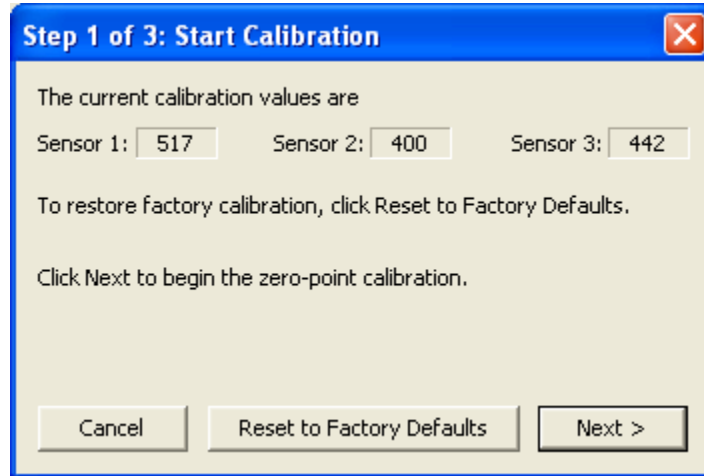 Step 1 of 3: Start Calibration
The current calibration values are
Sensor 1: 517 Sensor 2: 400 Sensor 3: 442
To restore factory calibration, click Reset to Factory Defaults.
Click Next to begin the zero-point calibration.
Cancel Reset to Factory Defaults Next >